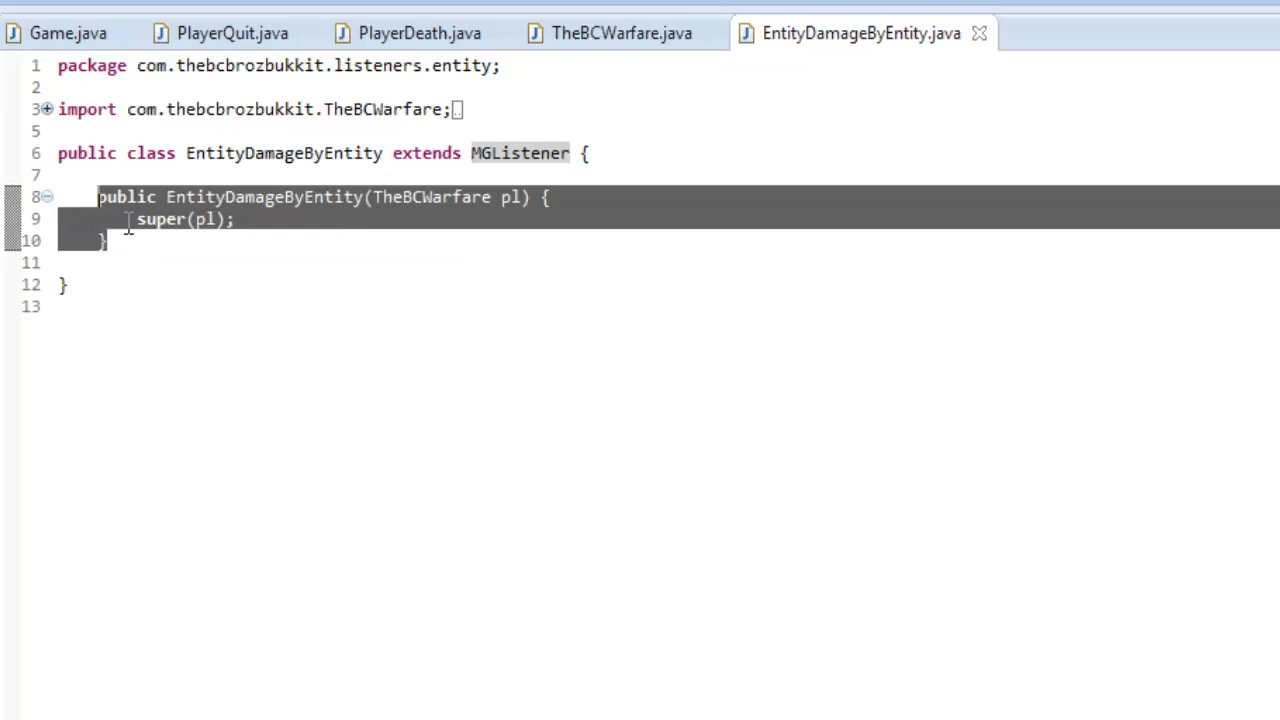 Game.java PlayerQuit.java PlayerDeath.java TheBCWarfare.java EntityDamageByEntity.java
1 package com.thebcbrozbukkit.listeners.entity;
2
3 import com.thebcbrozbukkit.TheBCWarfare;
5
6 public class EntityDamageByEntity extends MGListener {
7
8 public EntityDamageByEntity(TheBCWarfare pl) {
9 super(pl);
10 }
11
12 }
13